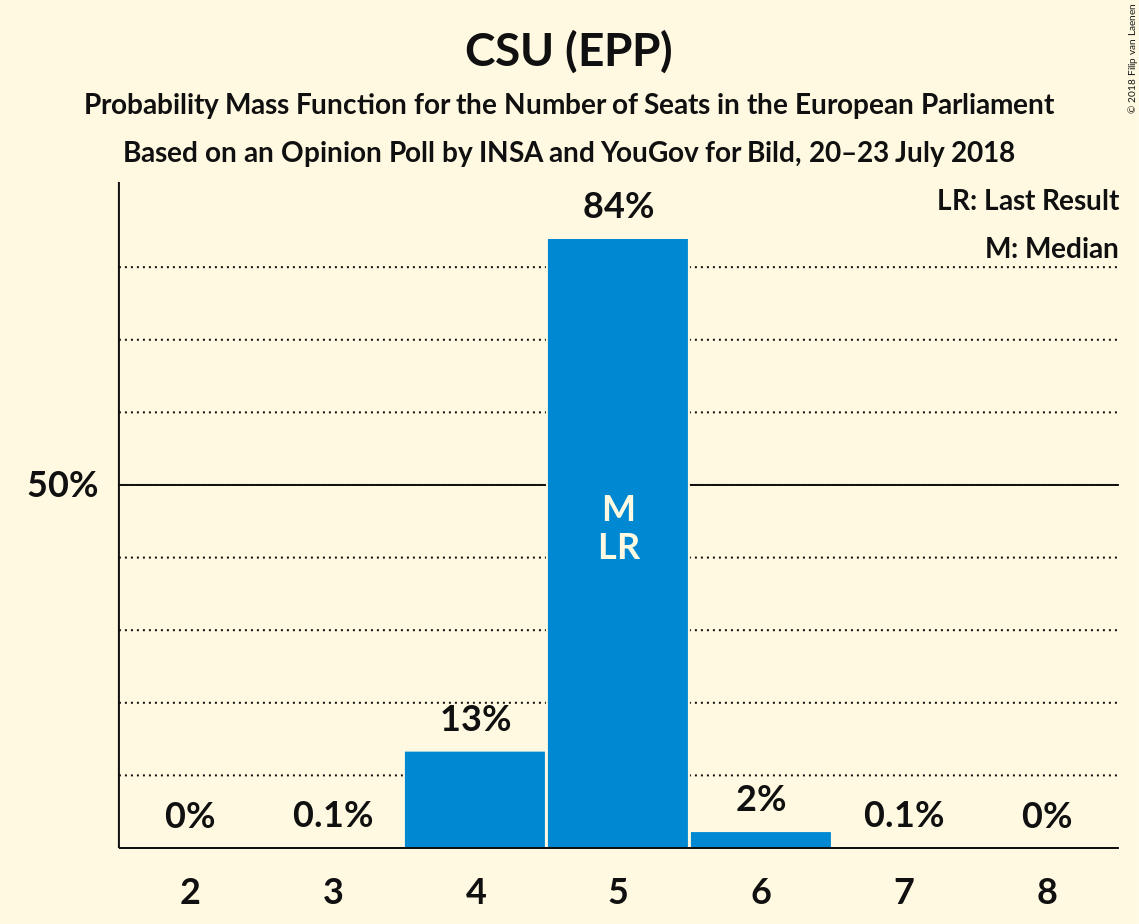 CSU (EPP)
Probability Mass Function for the Number of Seats in the European Parliament
Based on an Opinion Poll by INSA and YouGov for Bild, 20–23 July 2018
© 2018 Filip van Laenen
LR: Last Result
M: Median
84%
50%
M
LR
13%
0%
0.1%
2%
0.1%
0%
2
3
4
5
6
7
8